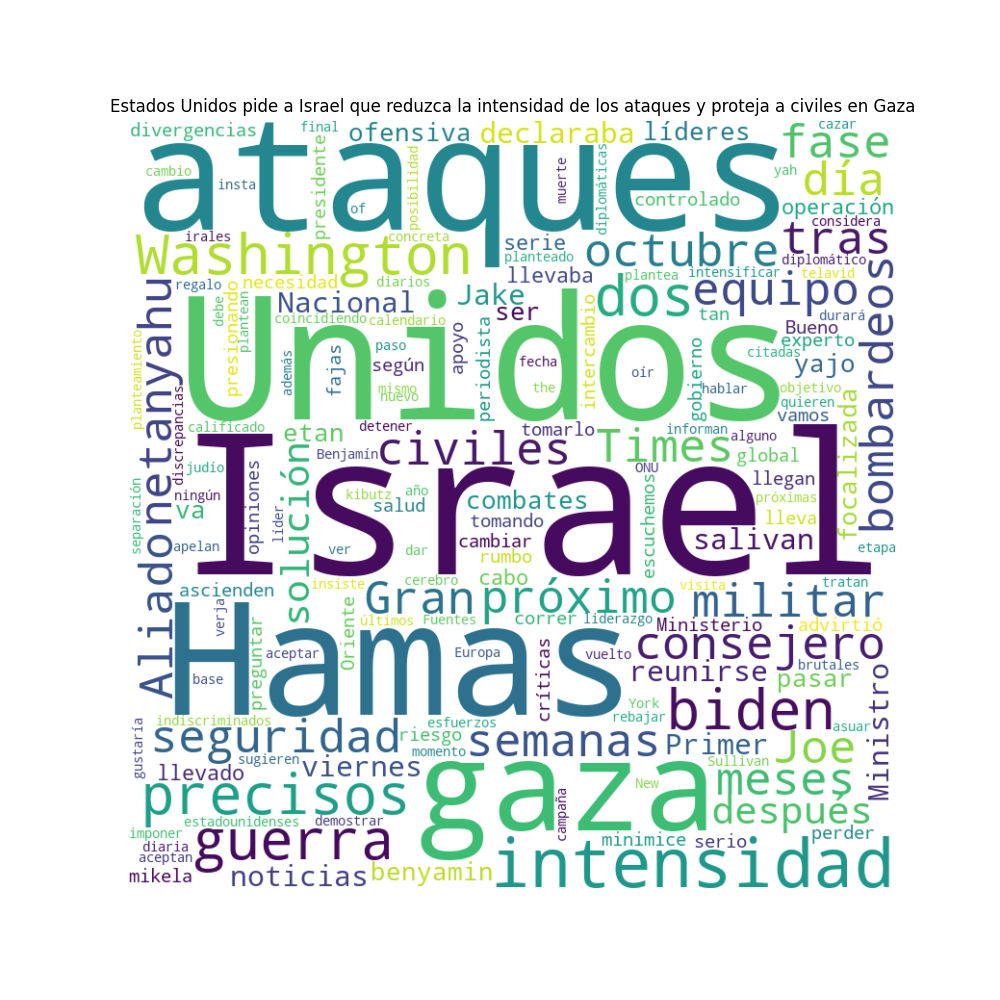 Estados Unidos pide a Israel que reduzca la intensidad de los ataques y proteja a civiles en Gaza
divergencias
final
ofensiva
declaraba
líderes
cazar
fase
ataques
cambio
insta
of
presidente
posibilidad
muerte
diplomáticas
controlado
yah
día
operación
considera
irales
Washington
concreta
serie
planteado
octubre
tras
diplomático
regalo
necesidad
diarios
llevaba
plantea
intensificar
telavid
Nacional
Jake
dos
equipo
durará
debe
plantean
presionando
coincidiendo
calendario
ser
tan
Bueno
bombardeos
Aliadonetanyahu
Unidos
periodista
intercambio
gobierno
citadas
experto
planteamiento
discrepancias
además
fajas
paso
según
apoyo
fecha
oír
yajo
mismo
nuevo
the
hablar
objetivo
quieren
calificado
etan
detener
tomarlo
informan
alguno
vamos
separación
judío
ningún
opiniones
líder
solución
Benjamín
civiles
Times
ONU
global
focalizada
Israel
kibutz
año
salud
combates
llegan
próximas
va
tomando
escuchemos
lleva
apelan
ver
dar
cambiar
rumbo
salivan
etapa
ascienden
insiste
cerebro
cabo
visita
tratan
verja
últimos
Gran
Fuentes
próximo
correr
liderazgo
militar
Ministerio
advirtió
Hamas
Oriente
preguntar
aceptar
Europa
vuelto
consejero
base
críticas
reunirse
brutales
pasar
Ministro
gustaría
indiscriminados
seguridad
riesgo
esfuerzos
York
rebajar
biden
asuar
sugieren
momento
semanas
Primer
Joe
llevado
viernes
Sullivan
gaza
New
meses
precisos
campaña
después
imponer
estadounidenses
demostrar
guerra
minimice
serio
perder
diaria
aceptan
mikela
noticias
benyamin
intensidad